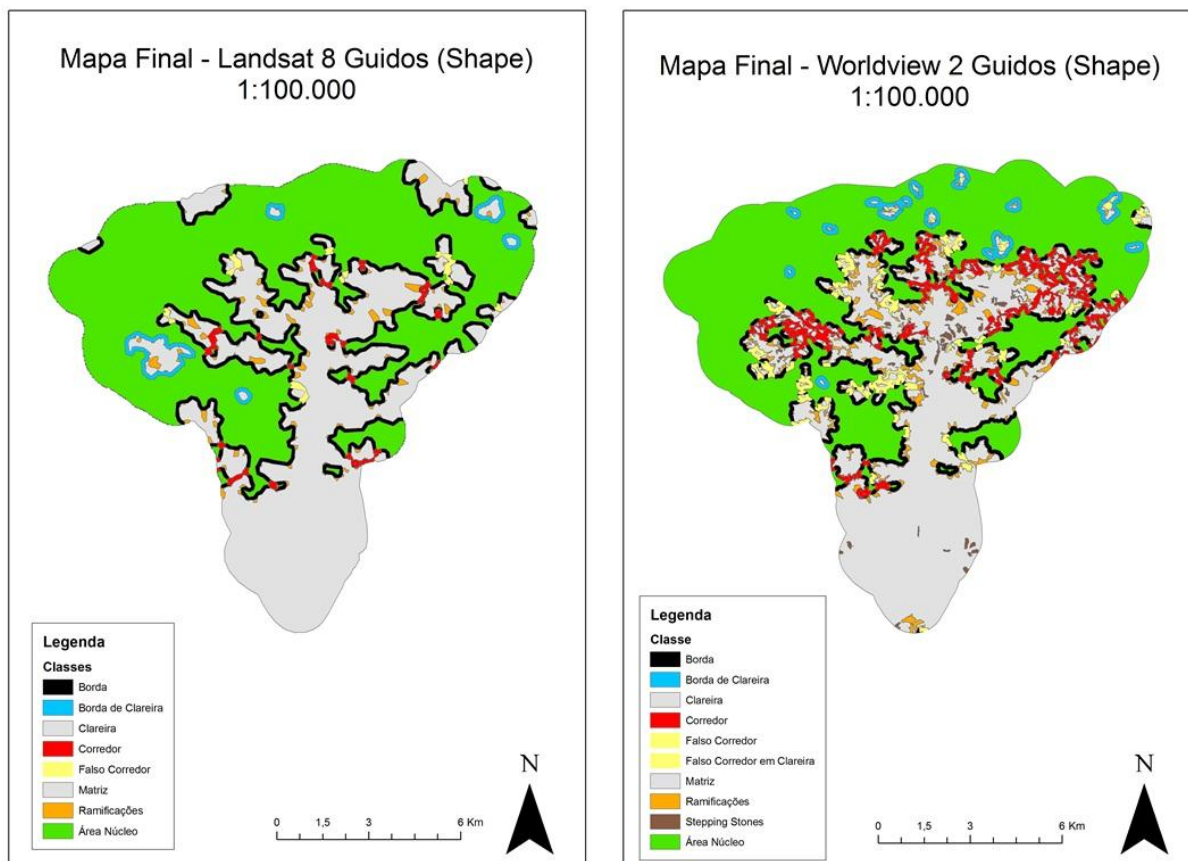 Mapa Final - Landsat 8 Guidos (Shape)
1:100.000
Legenda
Classes
Borda
Borda de Clareira
Clareira
Corredor
Falso Corredor
Matriz
Ramificações
Área Núcleo
0 1,5 3 6 Km
N
Mapa Final - Worldview 2 Guidos (Shape)
1:100.000
Legenda
Classe
Borda
Borda de Clareira
Clareira
Corredor
Falso Corredor
Falso Corredor em Clareira
Matriz
Ramificações
Stepping Stones
Área Núcleo
0 1,5 3 6 Km
N